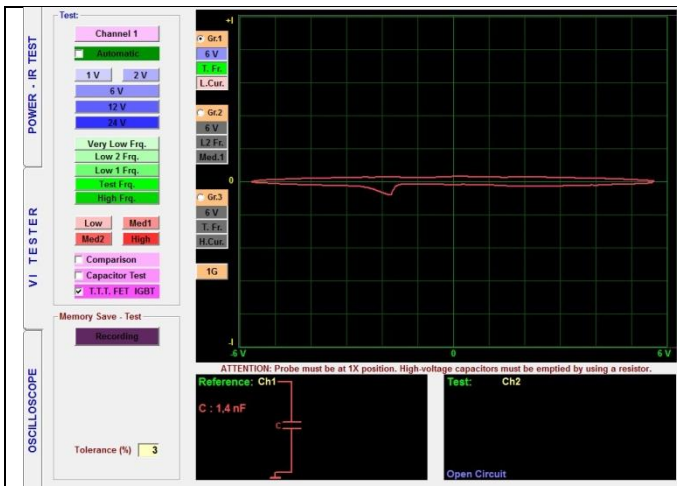 POWER - IR TEST
VI TESTER
OSCILLOSCOPE
Test:
Channel 1
Automatic
1 V
2 V
6 V
12 V
24 V
Very Low Frq.
Low 2 Frq.
Low 1 Frq.
Test Frq.
High Frq.
Low
Med1
Med2
High
Comparison
Capacitor Test
T.T.T. FET IGBT
Memory Save - Test
Recording
Tolerance (%)
3
Gr.1
6 V
T. Fr.
L.Cur.
Gr.2
6 V
L2 Fr.
Med.1
Gr.3
6 V
T. Fr.
H.Cur.
1G
+I
0
-I
-6 V
0
6 V
ATTENTION: Probe must be at 1X position. High-voltage capacitors must be emptied by using a resistor.
Reference: Ch1
C : 1,4 nF
C
Test: Ch2
Open Circuit